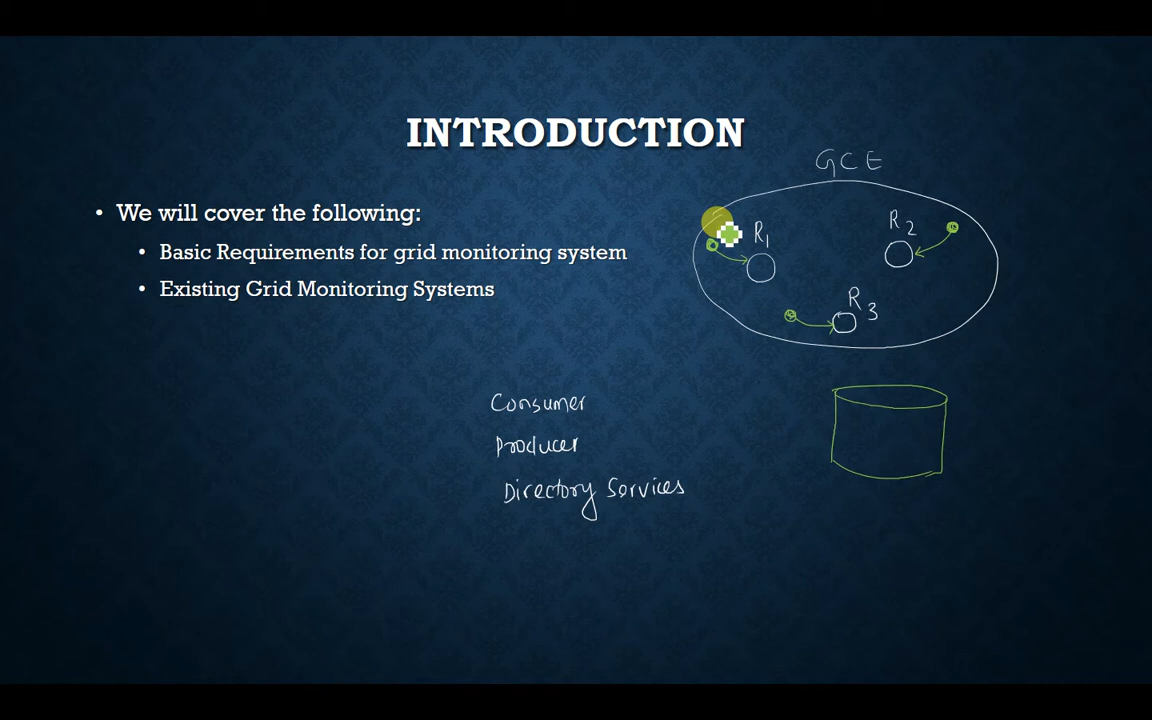 INTRODUCTION
GCE
• We will cover the following:
• Basic Requirements for grid monitoring system
• Existing Grid Monitoring Systems
R1
R2
R3
Consumer
Producer
Directory Services